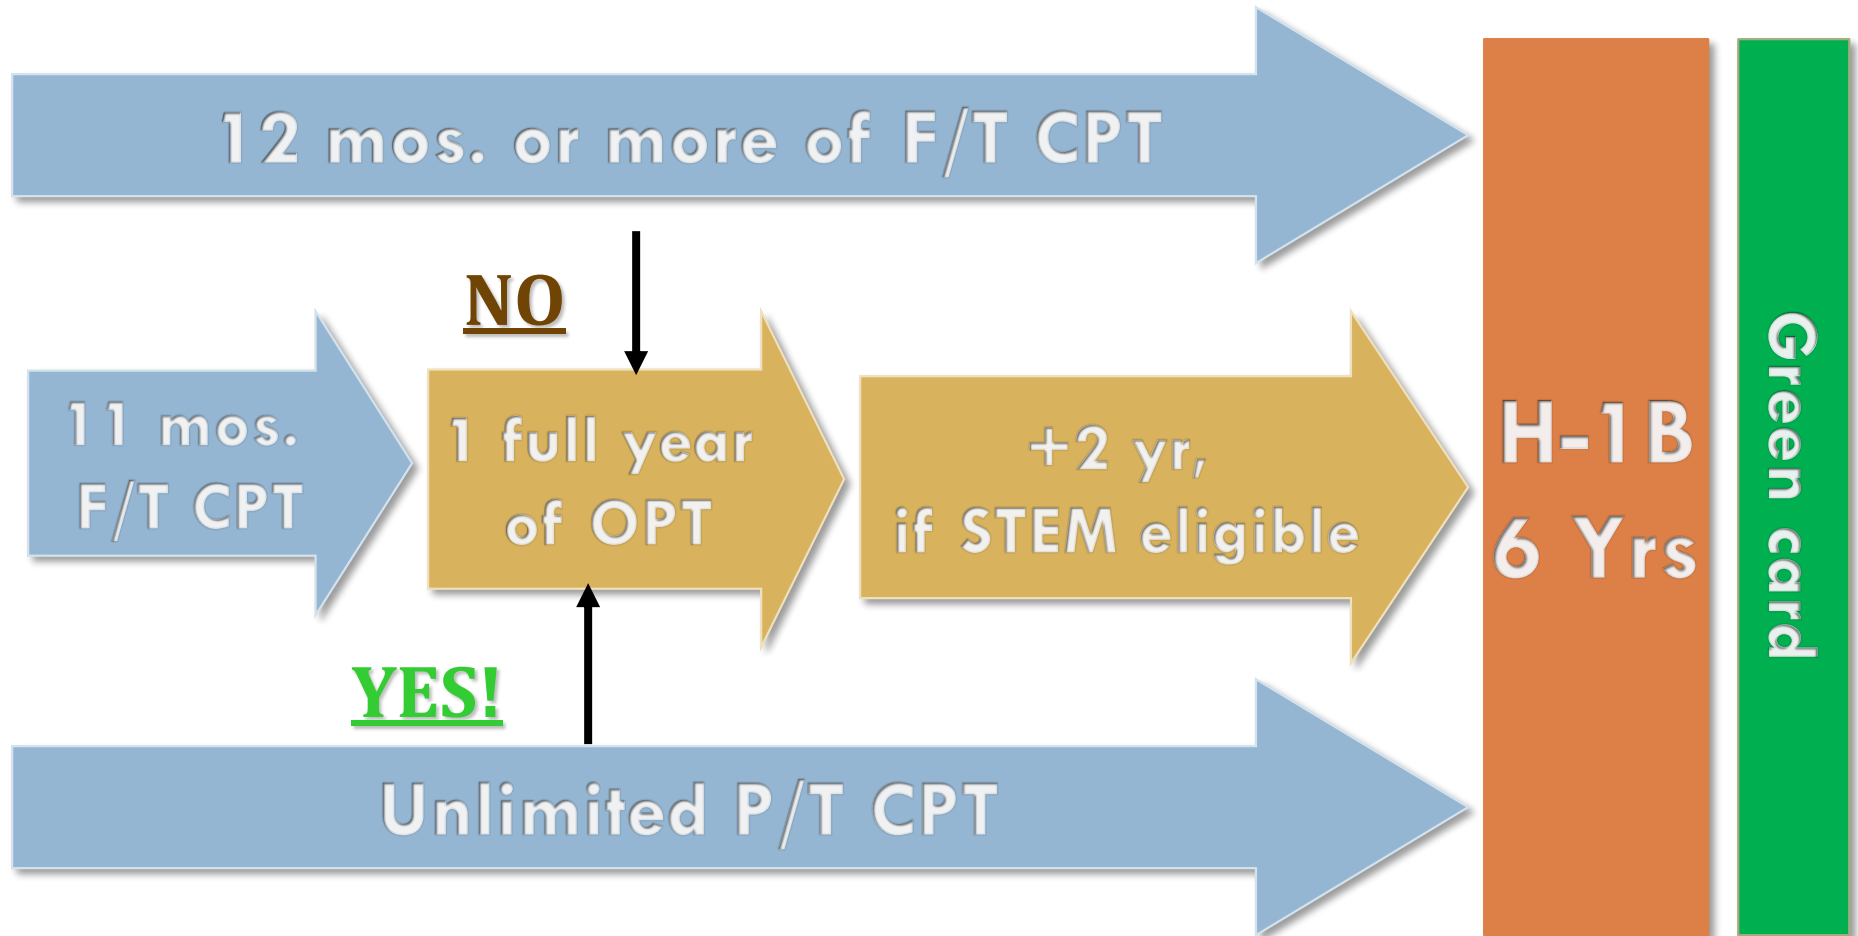 12 mos. or more of F/T CPT
NO
11 mos.
F/T CPT
1 full year
of OPT
+2 yr,
if STEM eligible
YES!
Unlimited P/T CPT
H-1B
6 Yrs
Green card